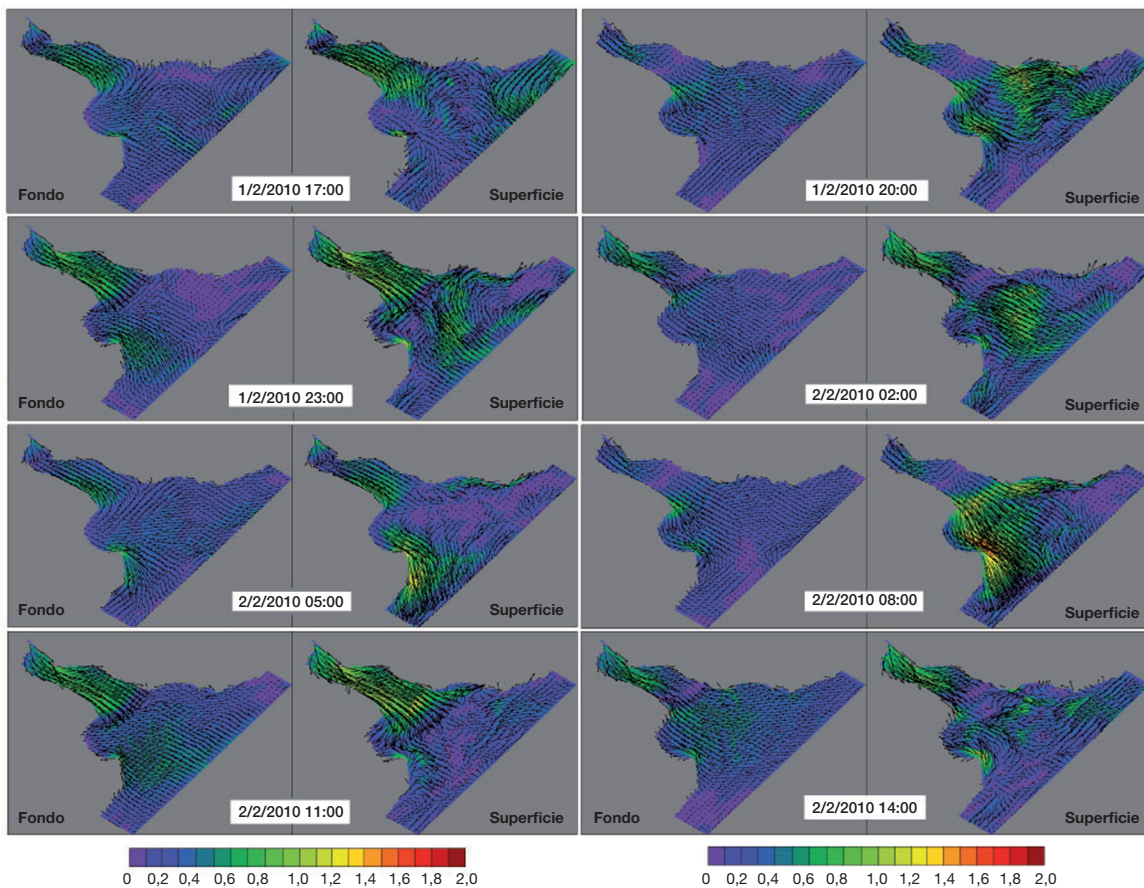 Fondo
1/2/2010 17:00
Superficie
1/2/2010 20:00
Superficie
Fondo
1/2/2010 23:00
Superficie
2/2/2010 02:00
Superficie
Fondo
2/2/2010 05:00
Superficie
2/2/2010 08:00
Superficie
Fondo
2/2/2010 11:00
Superficie
Fondo
2/2/2010 14:00
Superficie
0 0,2 0,4 0,6 0,8 1,0 1,2 1,4 1,6 1,8 2,0
0 0,2 0,4 0,6 0,8 1,0 1,2 1,4 1,6 1,8 2,0